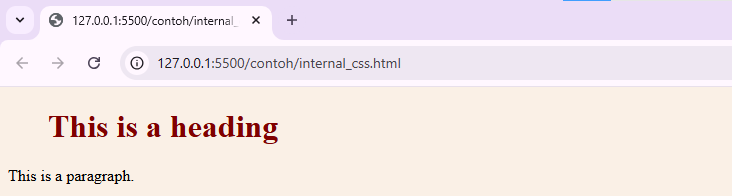 127.0.0.1:5500/contoh/internal_
127.0.0.1:5500/contoh/internal_css.html
This is a heading
This is a paragraph.